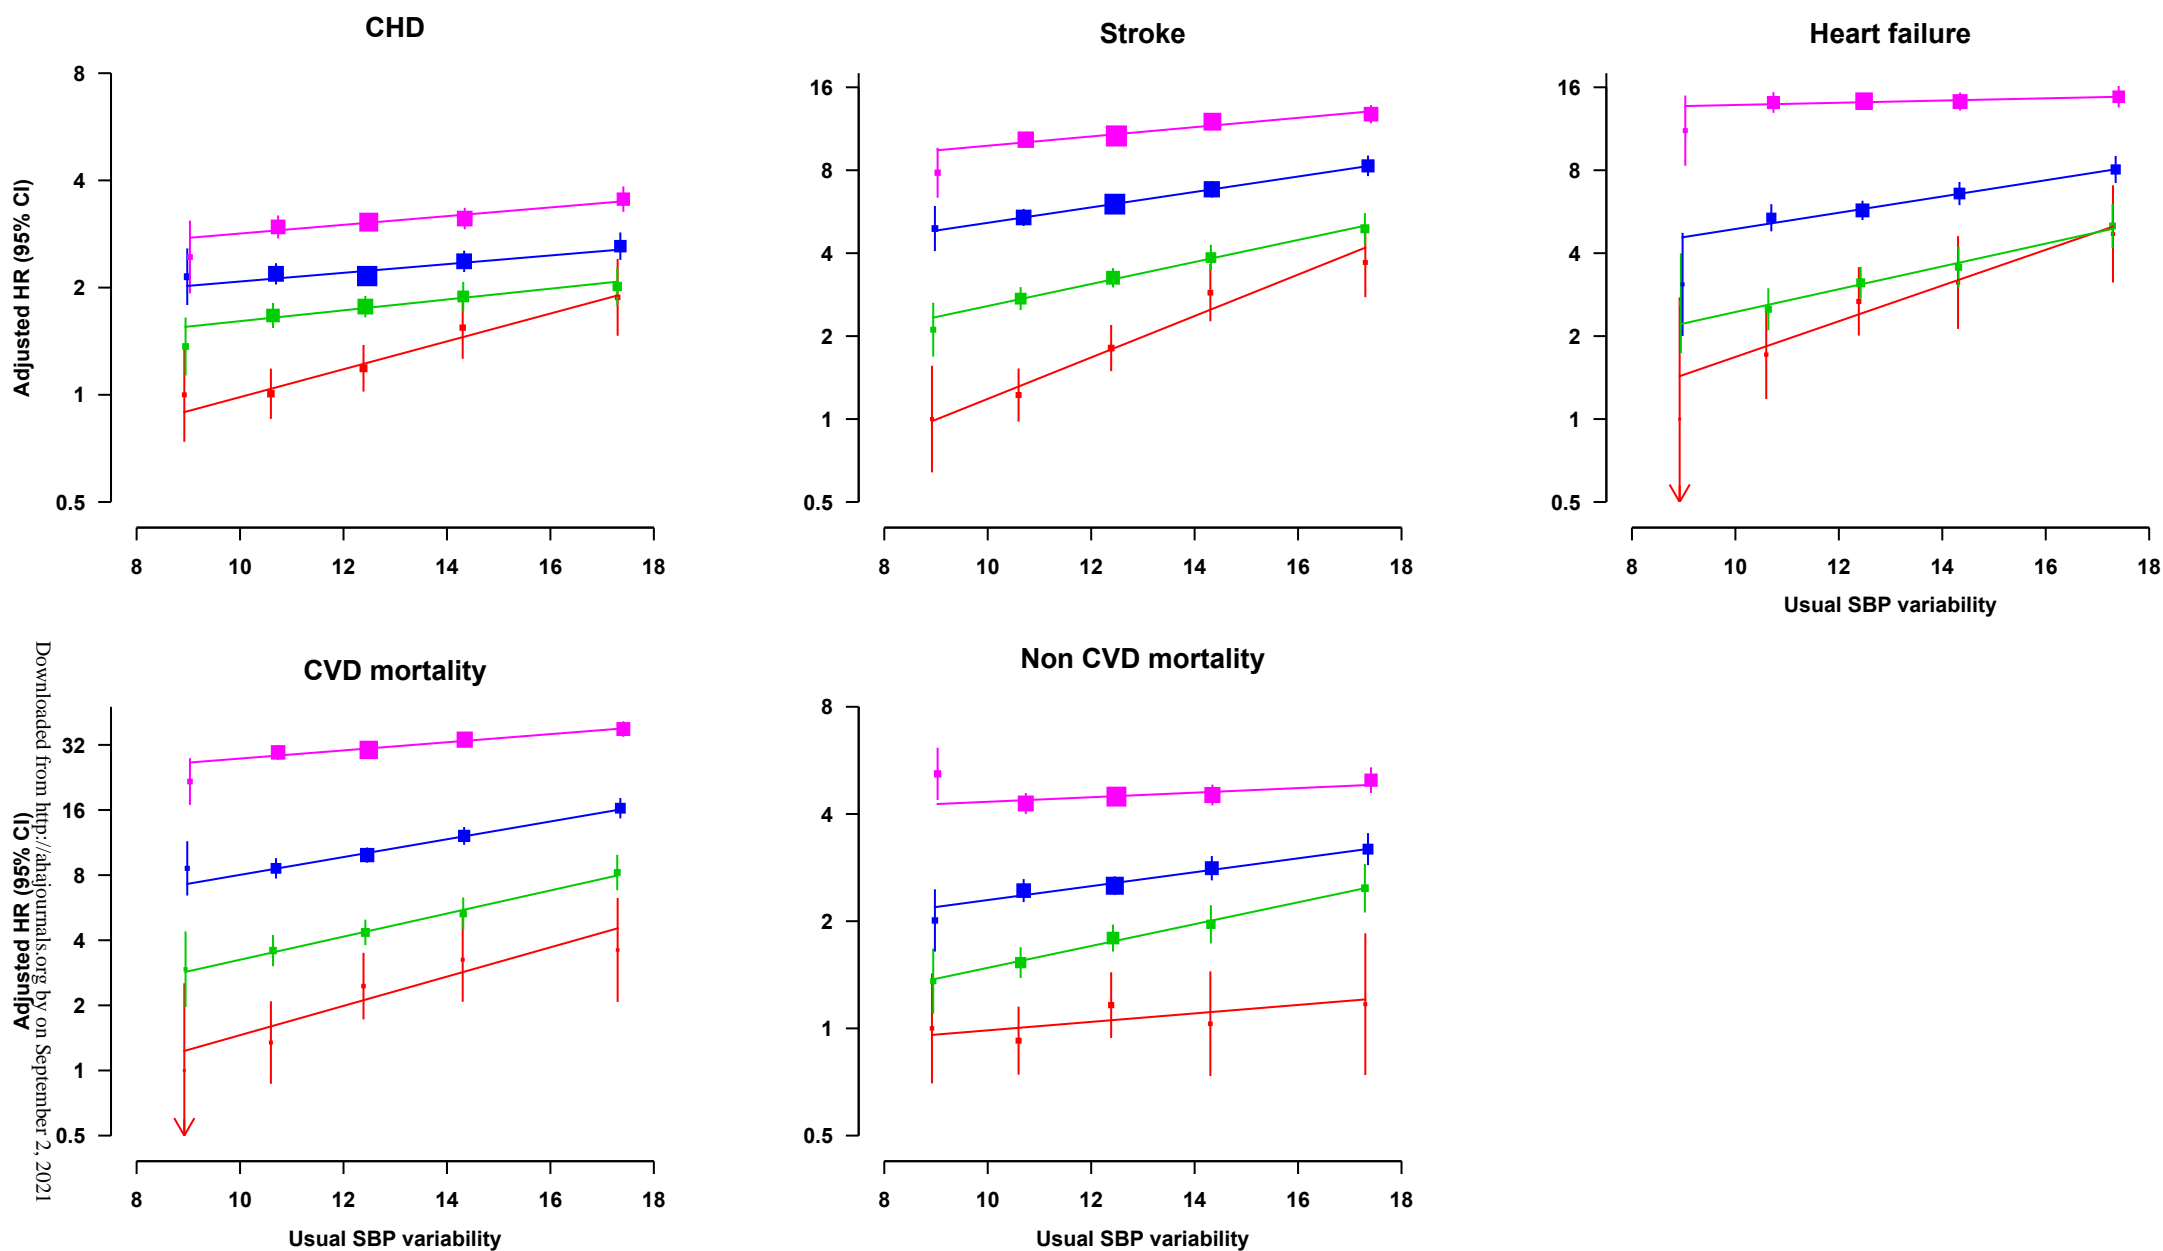 CHD
Stroke
Heart failure
Adjusted HR (95% CI)
8
4
2
1
0.5
16
8
4
2
1
0.5
16
8
4
2
1
0.5
8 10 12 14 16 18
8 10 12 14 16 18
8 10 12 14 16 18
Usual SBP variability
CVD mortality
Non CVD mortality
Adjusted HR (95% CI)
32
16
8
4
2
1
0.5
8
4
2
1
0.5
8 10 12 14 16 18
8 10 12 14 16 18
Usual SBP variability
Usual SBP variability
Downloaded from http://ahajournals.org by on September 2, 2021